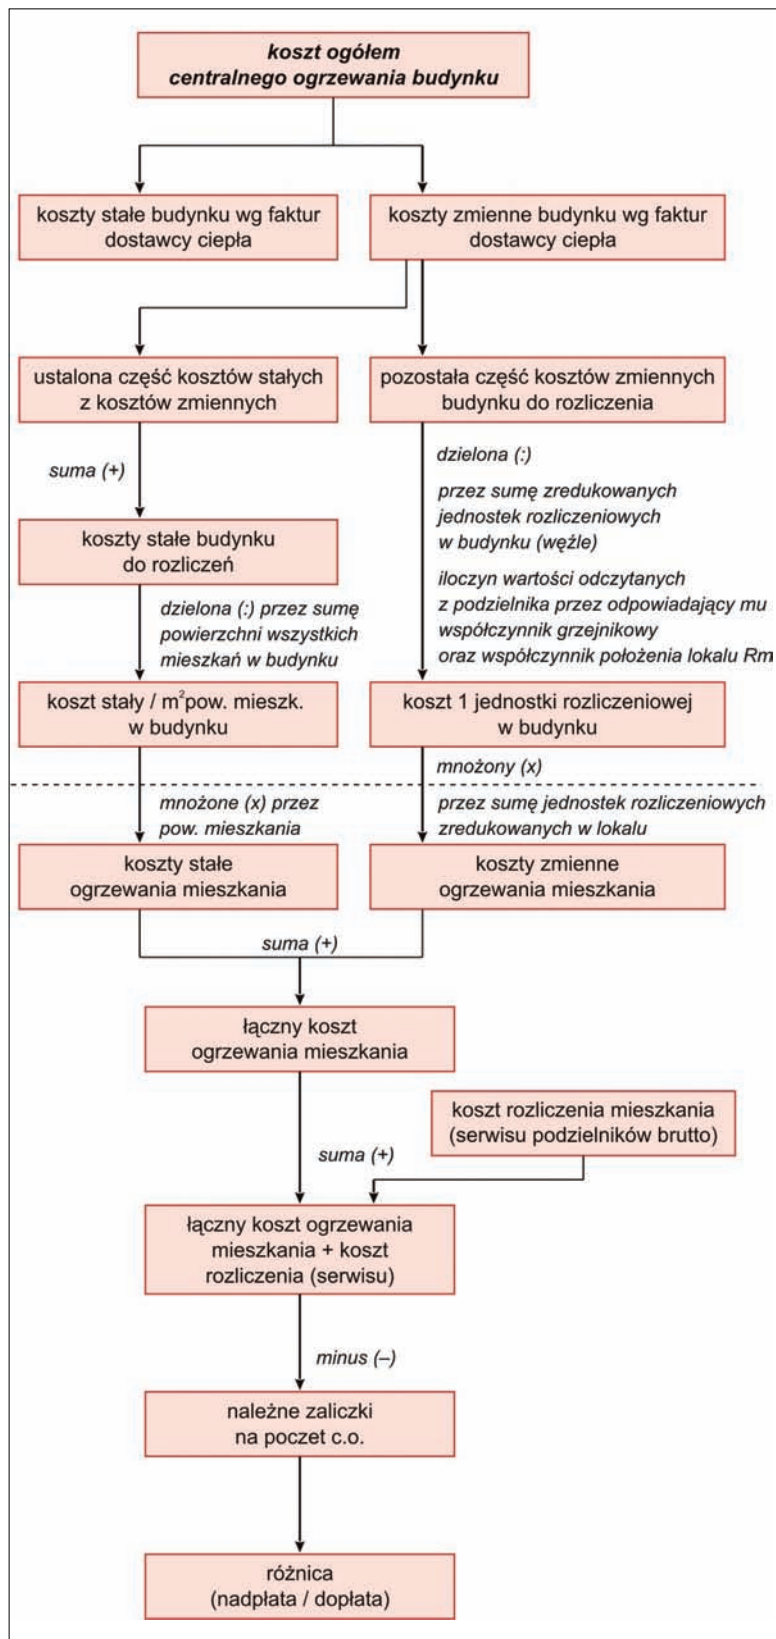 koszt ogółem
centralnego ogrzewania budynku
koszty stałe budynku wg faktur
dostawcy ciepła
koszty zmienne budynku wg faktur
dostawcy ciepła
ustalona część kosztów stałych
z kosztów zmiennych
pozostała część kosztów zmiennych
budynku do rozliczenia
suma (+)
dzielona (:)
przez sumę zredukowanych
jednostek rozliczeniowych
w budynku (węźle)
iloczyn wartości odczytanych
z podzielnika przez odpowiadający mu
współczynnik grzejnikowy
oraz współczynnik położenia lokalu Rm
koszty stałe budynku
do rozliczeń
dzielona (:) przez sumę
powierzchni wszystkich
mieszkań w budynku
koszt stały / m²pow. mieszk.
w budynku
koszt 1 jednostki rozliczeniowej
w budynku
mnożony (x)
mnożone (x) przez
pow. mieszkania
przez sumę jednostek rozliczeniowych
zredukowanych w lokalu
koszty stałe
ogrzewania mieszkania
koszty zmienne
ogrzewania mieszkania
suma (+)
łączny koszt
ogrzewania mieszkania
koszt rozliczenia mieszkania
(serwisu podzielników brutto)
suma (+)
łączny koszt ogrzewania
mieszkania + koszt
rozliczenia (serwisu)
minus (–)
należne zaliczki
na poczet c.o.
różnica
(nadpłata / dopłata)